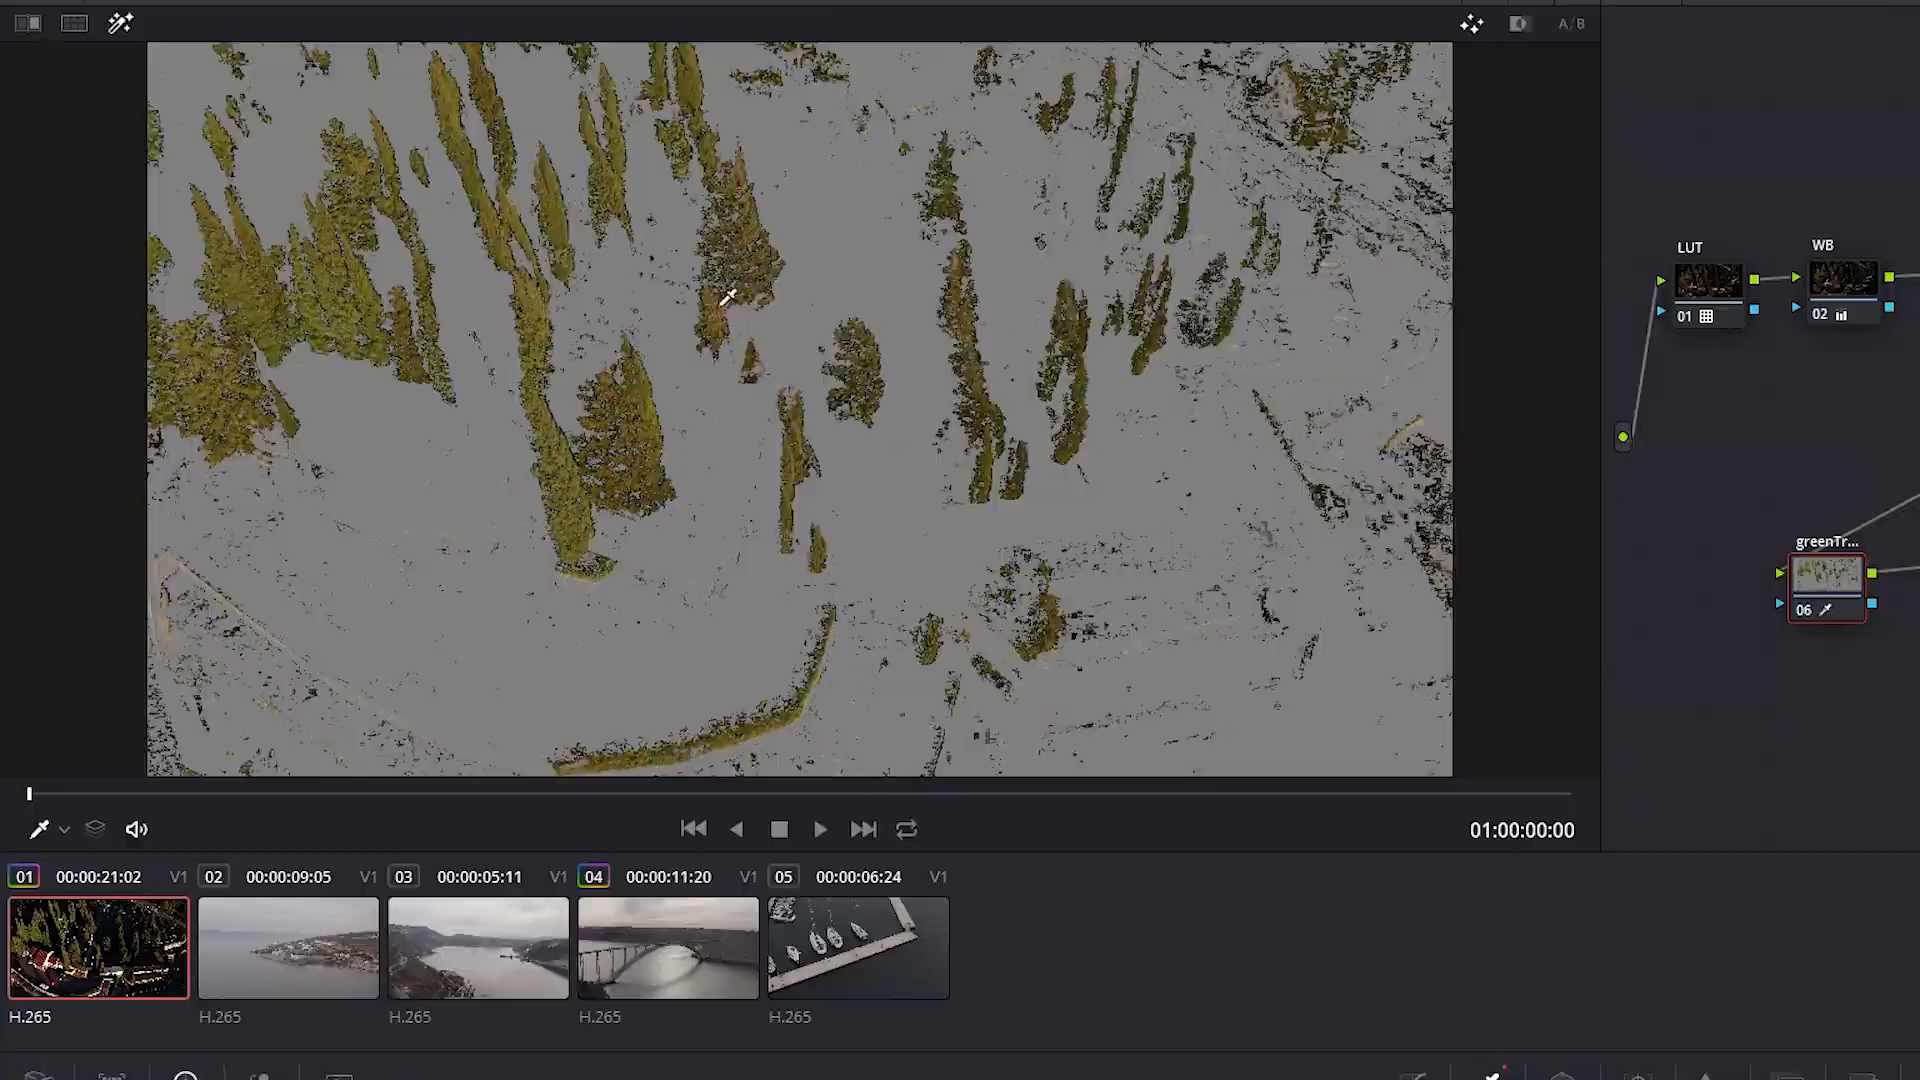 A/B
LUT
WB
01
02
greenTr...
06
01:00:00:00
01 00:00:21:02 V1
02 00:00:09:05 V1
03 00:00:05:11 V1
04 00:00:11:20 V1
05 00:00:06:24 V1
H.265
H.265
H.265
H.265
H.265